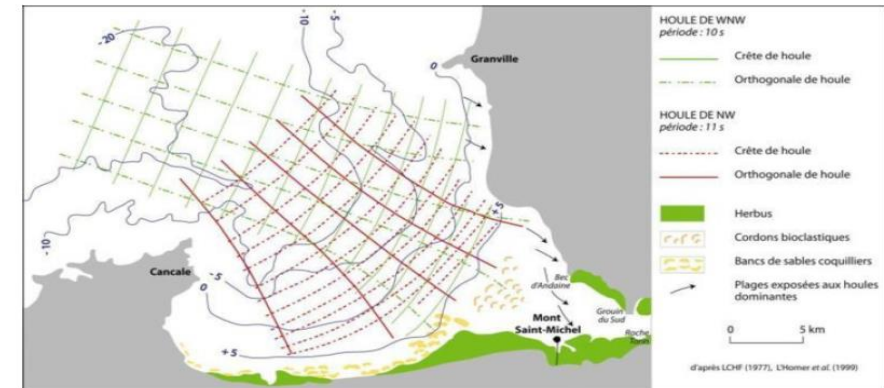 -20
-10
-5
0
Granville
-10
+5
Cancale
-5
0
+5
Bec
d'Andaine
Mont
Saint-Michel
Grouin
du Sud
Roche
Torin
HOULE DE WNW
période : 10 s
Crête de houle
Orthogonale de houle
HOULE DE NW
période : 11 s
Crête de houle
Orthogonale de houle
Herbus
Cordons bioclastiques
Bancs de sables coquilliers
Plages exposées aux houles
dominantes
0 5 km
d'après LCHF (1977), L'Homer et al. (1999)